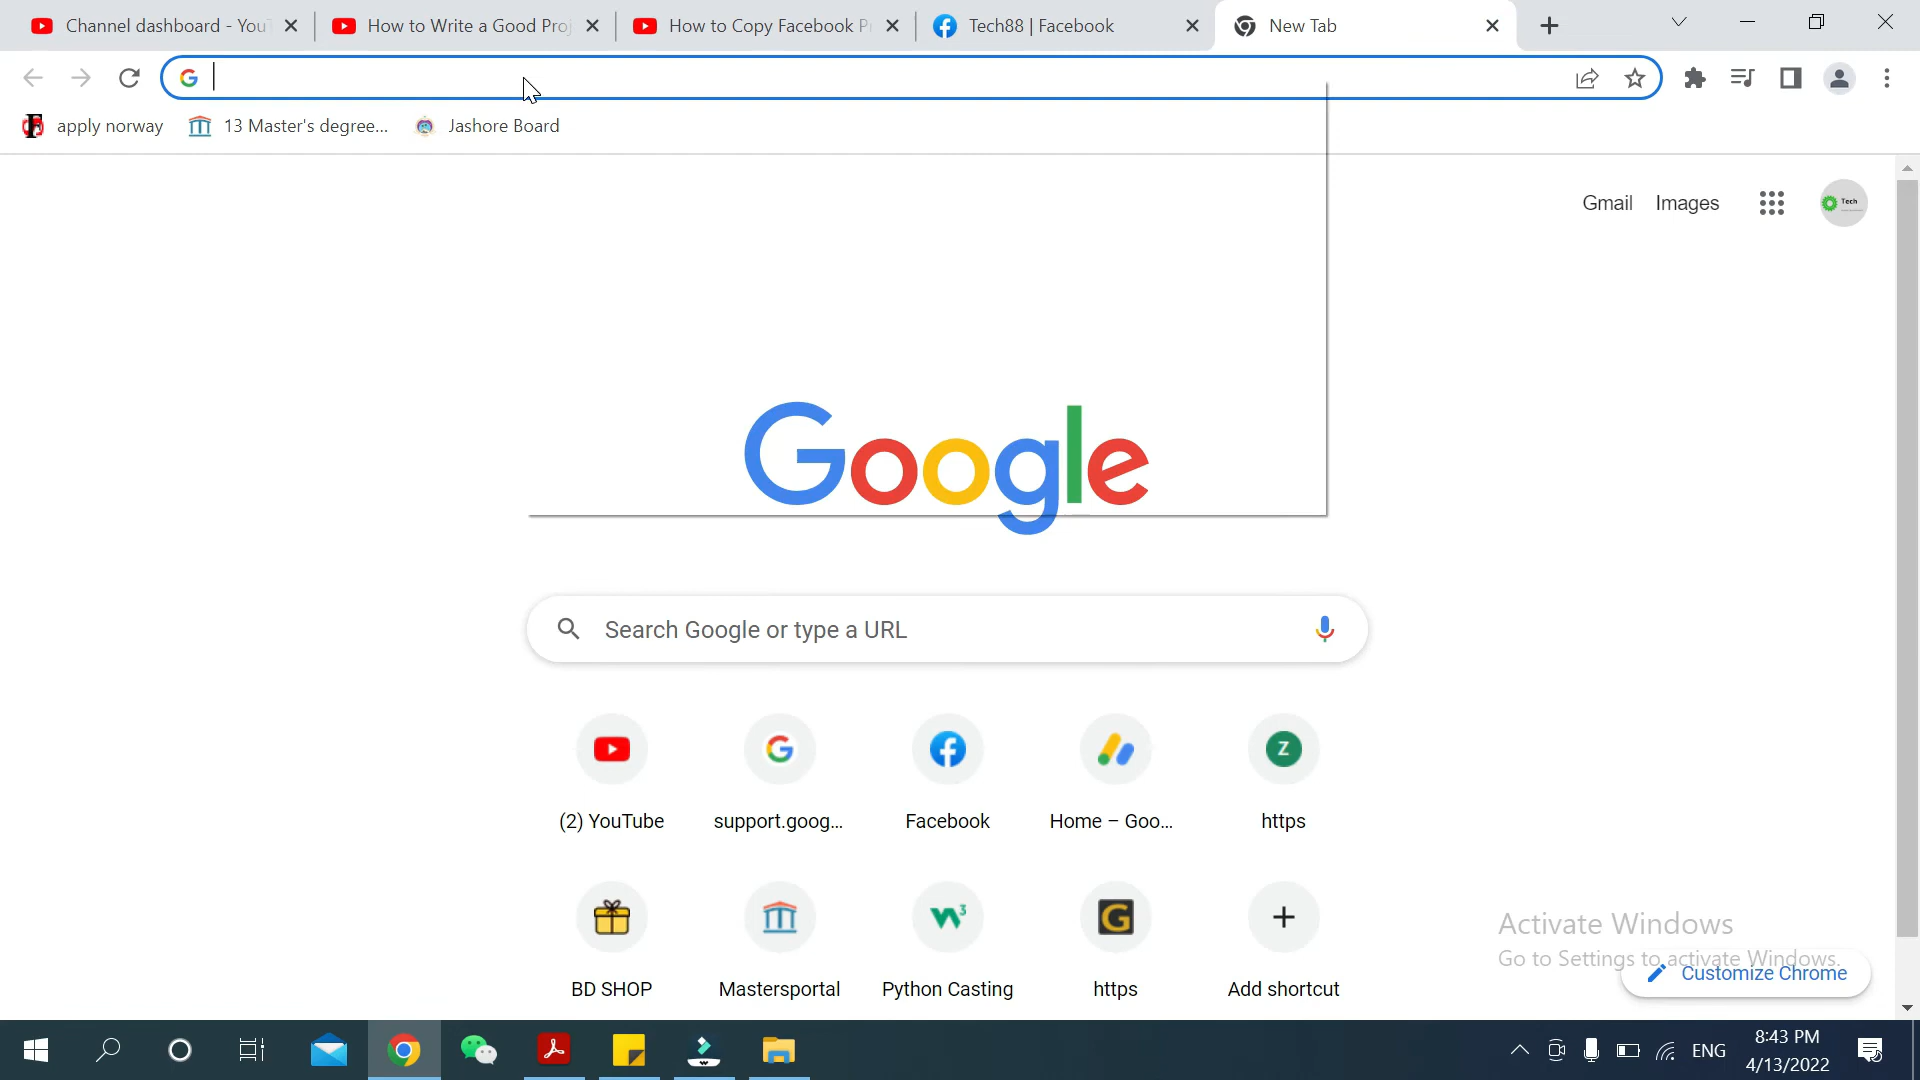 Channel dashboard - You
How to Write a Good Pro
How to Copy Facebook P
Tech88 | Facebook
New Tab
apply norway
13 Master's degree...
Jashore Board
Gmail
Images
Tech
Google
Search Google or type a URL
(2) YouTube
support.goog...
Facebook
Home – Goo...
Z
https
BD SHOP
Mastersportal
Python Casting
G
https
Add shortcut
Activate Windows
Go to Settings to activate Windows.
Customize Chrome
ENG
8:43 PM
4/13/2022